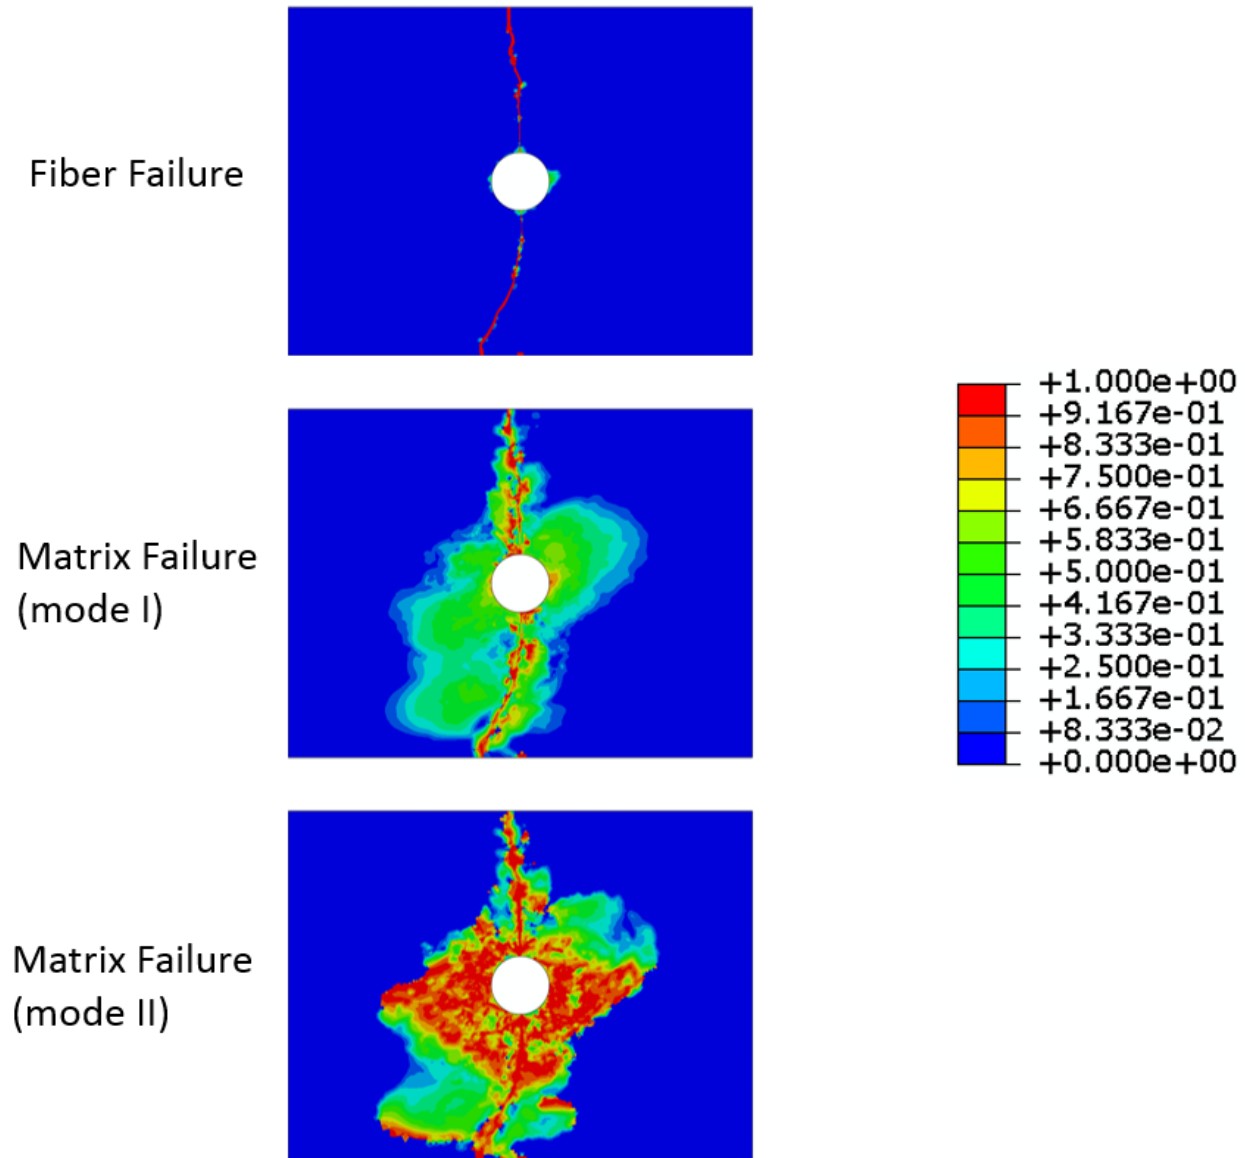 Fiber Failure
Matrix Failure
(mode I)
Matrix Failure
(mode II)
+1.000e+00
+9.167e-01
+8.333e-01
+7.500e-01
+6.667e-01
+5.833e-01
+5.000e-01
+4.167e-01
+3.333e-01
+2.500e-01
+1.667e-01
+8.333e-02
+0.000e+00